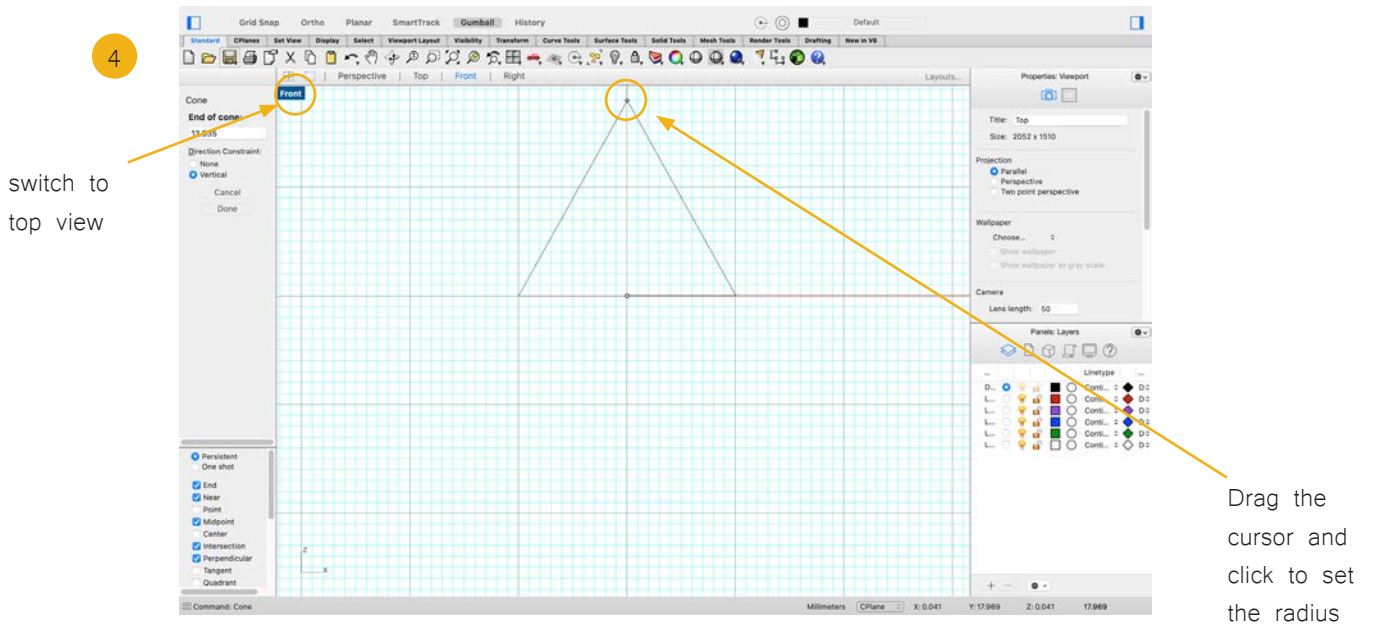 Grid Snap Ortho Planar SmartTrack Gumball History Default
Standard CPlanes Set View Display Select Viewport Layout Visibility Transform Curve Tools Surface Tools Solid Tools Mesh Tools Render Tools Drafting New in V6
4
Perspective | Top | Front | Right Layouts...
Front
Cone
End of cone:
Direction Constraint:
None
Vertical
Cancel
Done
switch to
top view
Properties: Viewport
Title: Top
Size: 2052 x 1510
Projection
Parallel
Perspective
Two point perspective
Wallpaper
Choose...
Show wallpaper
Show wallpaper as gray scale
Camera
Lens length: 50
Panels: Layers
... Linetype ...
D... Conti... D
L... Conti... D
L... Conti... D
L... Conti... D
L... Conti... D
L... Conti... D
Persistent
One shot
End
Near
Point
Midpoint
Center
Intersection
Perpendicular
Tangent
Quadrant
z
x
Drag the
cursor and
click to set
the radius
Command: Cone Millimeters CPlane X: 0.041 Y: 17.969 Z: 0.041 17.969